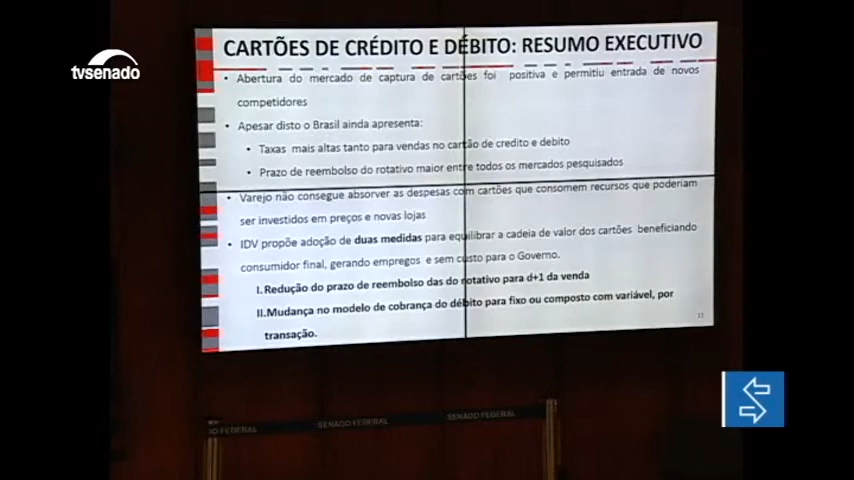 tvsenado
CARTÕES DE CRÉDITO E DÉBITO: RESUMO EXECUTIVO
• Abertura do mercado de captura de cartões foi positiva e permitiu entrada de novos
competidores
• Apesar disto o Brasil ainda apresenta:
• Taxas mais altas tanto para vendas no cartão de credito e debito
• Prazo de reembolso do rotativo maior entre todos os mercados pesquisados
• Varejo não consegue absorver as despesas com cartões que consomem recursos que poderiam
ser investidos em preços e novas lojas
• IDV propõe adoção de duas medidas para equilibrar a cadeia de valor dos cartões beneficiando
consumidor final, gerando empregos e sem custo para o Governo.
I. Redução do prazo de reembolso das do rotativo para d+1 da venda
II. Mudança no modelo de cobrança do débito para fixo ou composto com variável, por
transação.
13
DO FEDERAL SENADO FEDERAL SENADO FEDERAL